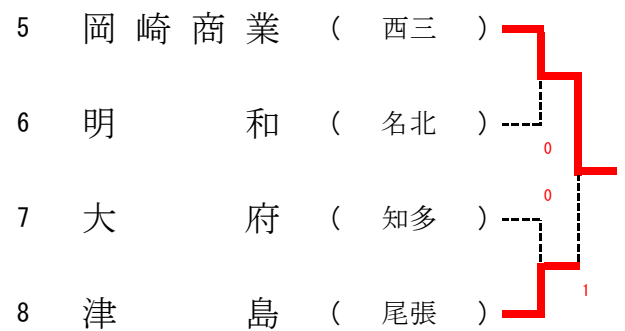 5 岡崎商業 ( 西三 )
6 明和 ( 名北 )
0
0
7 大府 ( 知多 )
1
8 津島 ( 尾張 )